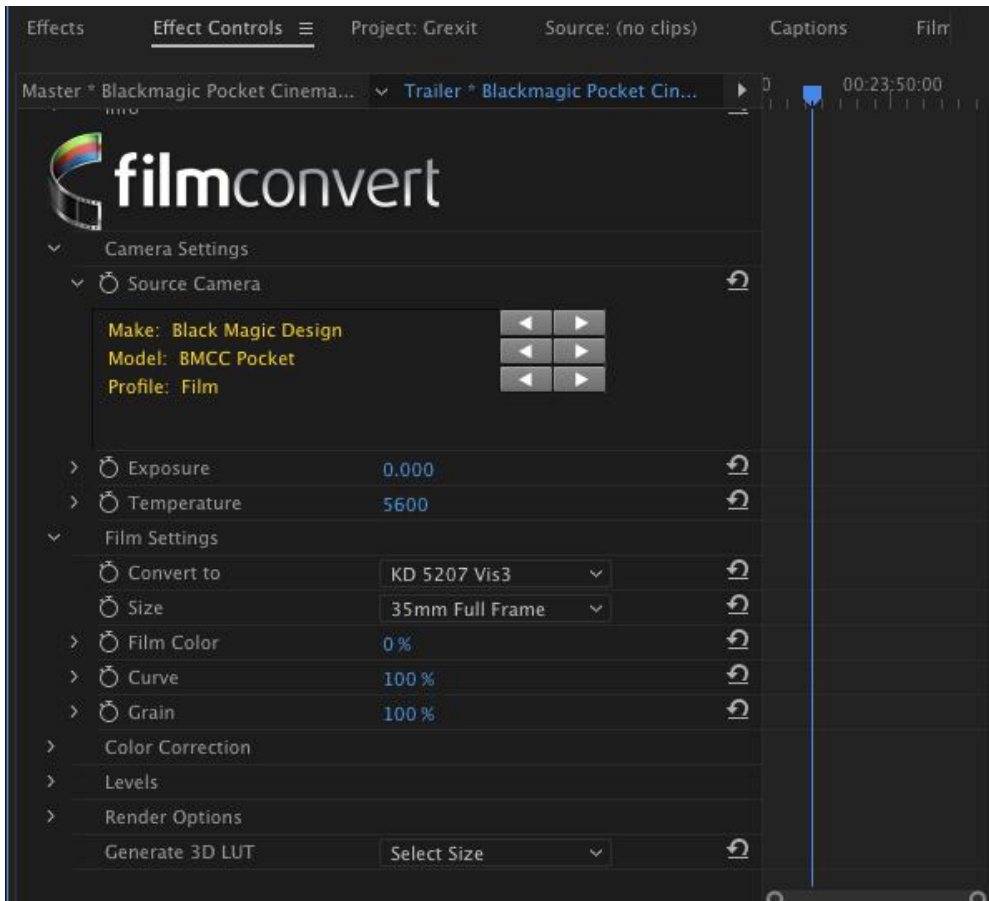 Effects Effect Controls Project: Grexit Source: (no clips) Captions Film
Master * Blackmagic Pocket Cinema... Trailer * Blackmagic Pocket Cin... 00:23:50:00
Info
filmconvert
Camera Settings
Source Camera
Make: Black Magic Design
Model: BMCC Pocket
Profile: Film
Exposure 0.000
Temperature 5600
Film Settings
Convert to KD 5207 Vis3
Size 35mm Full Frame
Film Color 0 %
Curve 100 %
Grain 100 %
Color Correction
Levels
Render Options
Generate 3D LUT Select Size